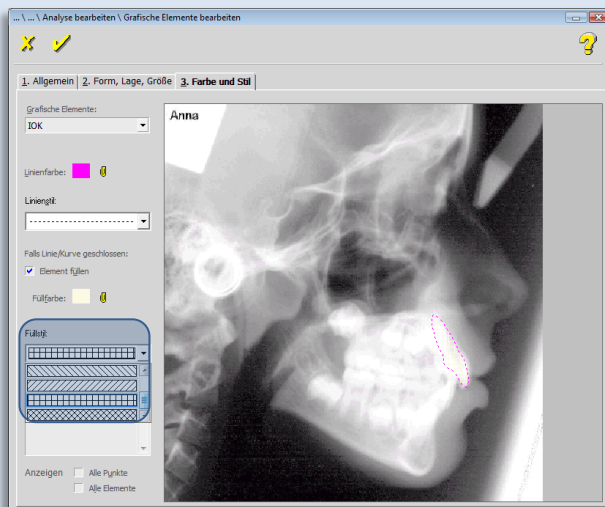 ... \ ... \ Analyse bearbeiten \ Grafische Elemente bearbeiten
1. Allgemein
2. Form, Lage, Größe
3. Farbe und Stil
Grafische Elemente:
IOK
Linienfarbe:
Linienstil:
Falls Linie/Kurve geschlossen:
Element füllen
Füllfarbe:
Füllstil:
Anzeigen
Alle Punkte
Alle Elemente
Anna